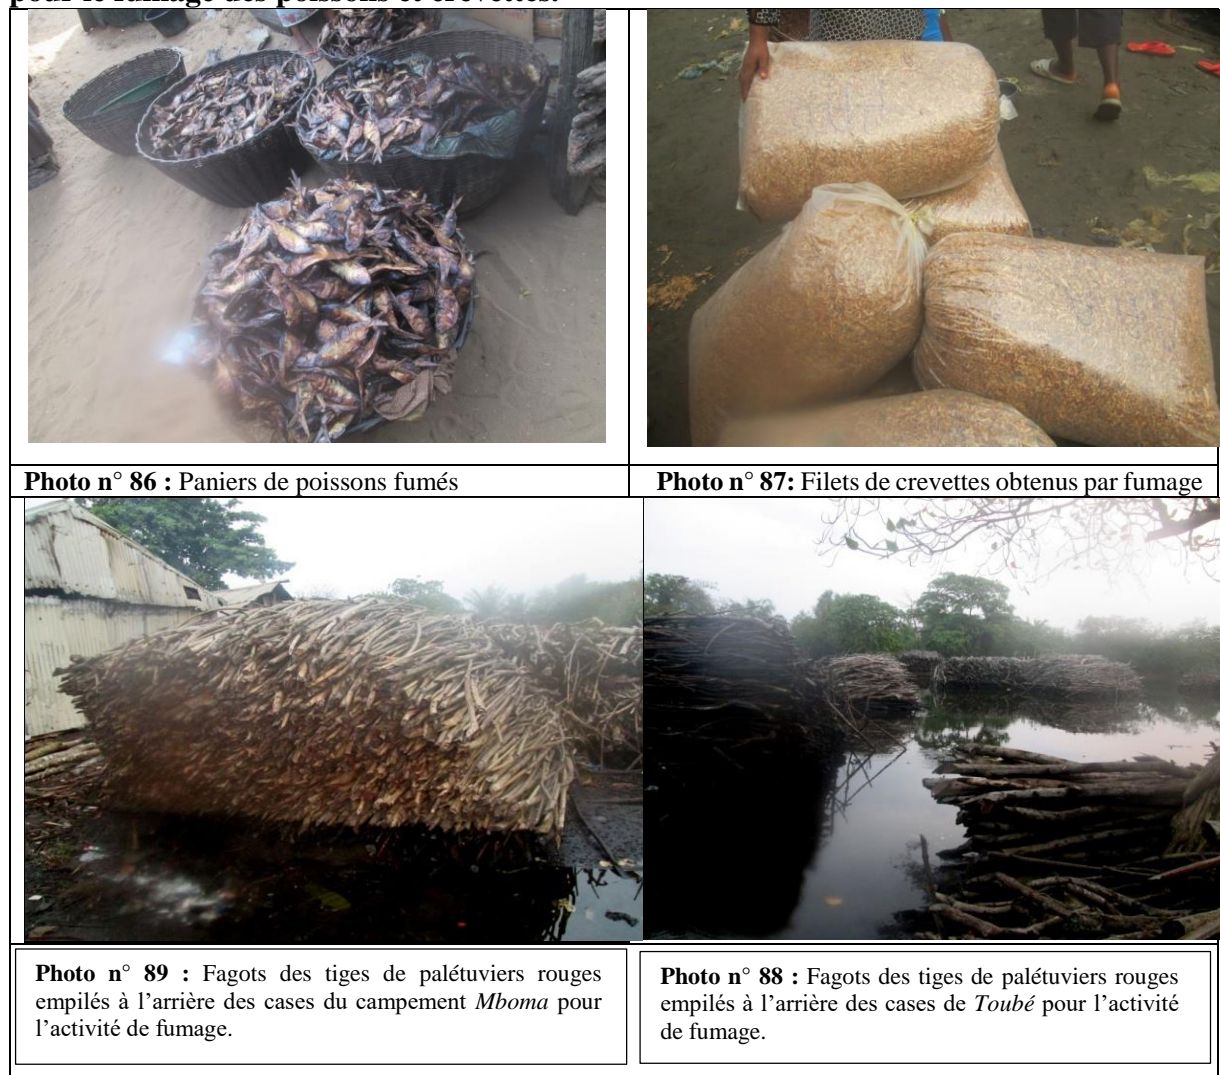 pour le fumage des poissons et crevettes.
Photo n° 86 : Paniers de poissons fumés
Photo n° 87: Filets de crevettes obtenus par fumage
Photo n° 89 : Fagots des tiges de palétuviers rouges
empilés à l’arrière des cases du campement Mboma pour
l’activité de fumage.
Photo n° 88 : Fagots des tiges de palétuviers rouges
empilés à l’arrière des cases de Toubé pour l’activité
de fumage.